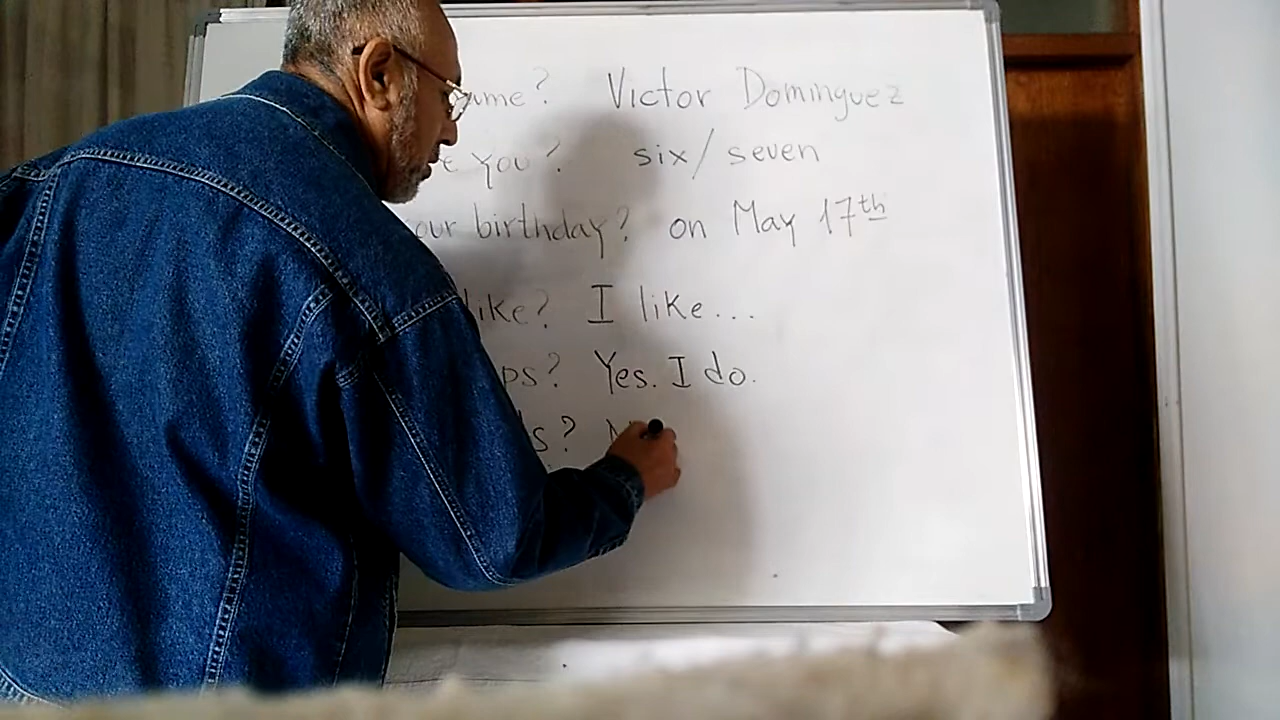 ame? Victor Dominguez
e you? six/seven
our birthday? on May 17th
like? I like...
ps? Yes. I do.
s? N